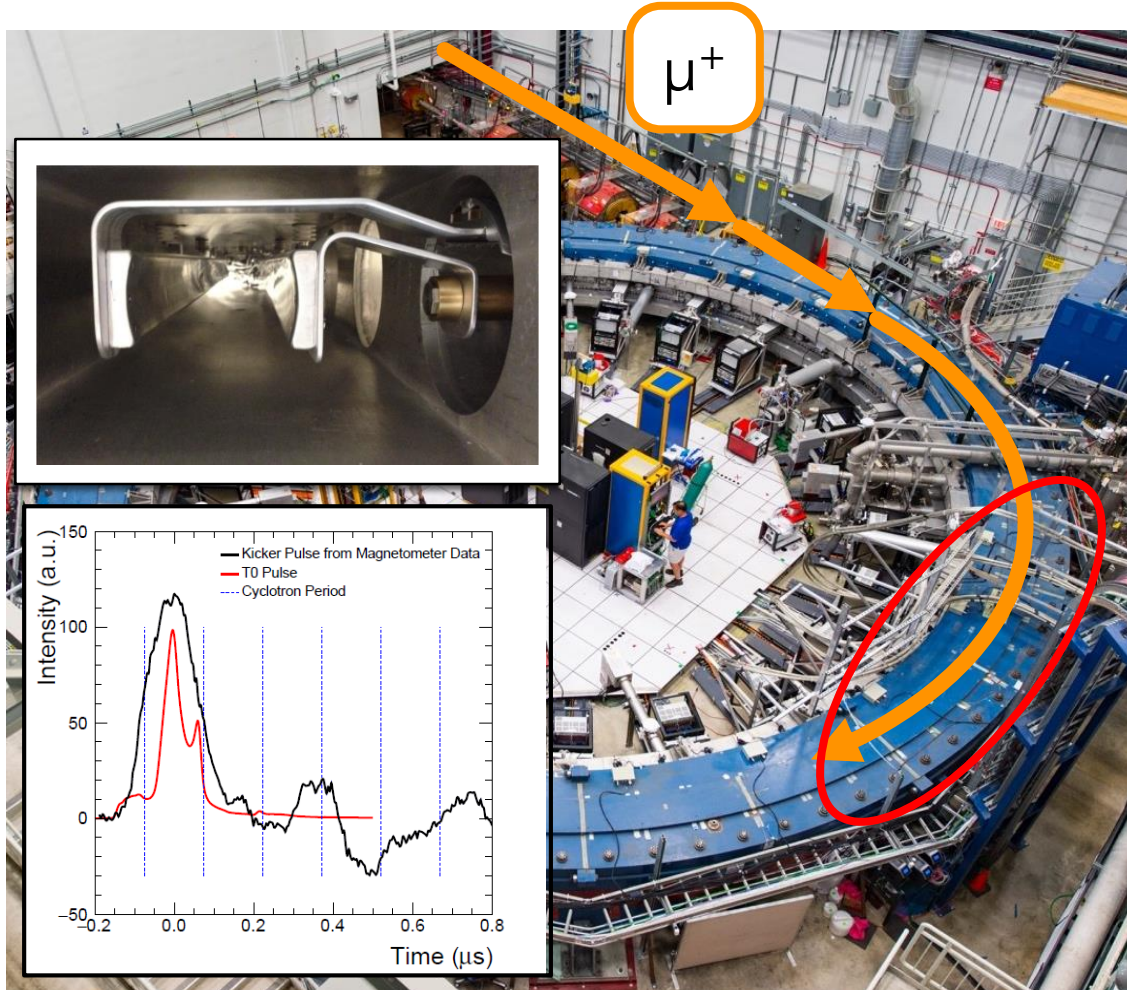 μ⁺
Intensity (a.u.)
150
100
50
0
−50
Kicker Pulse from Magnetometer Data
T0 Pulse
Cyclotron Period
−0.2
0.0
0.2
0.4
0.6
0.8
Time (μs)